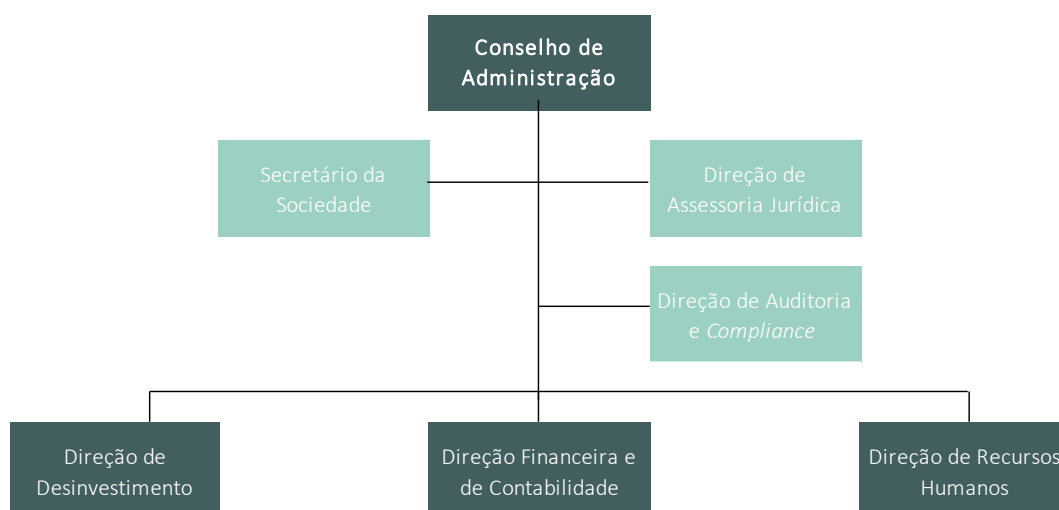 Conselho de
Administração
Secretário da
Sociedade
Direção de
Assessoria Jurídica
Direção de Auditoria
e Compliance
Direção de
Desinvestimento
Direção Financeira e
de Contabilidade
Direção de Recursos
Humanos